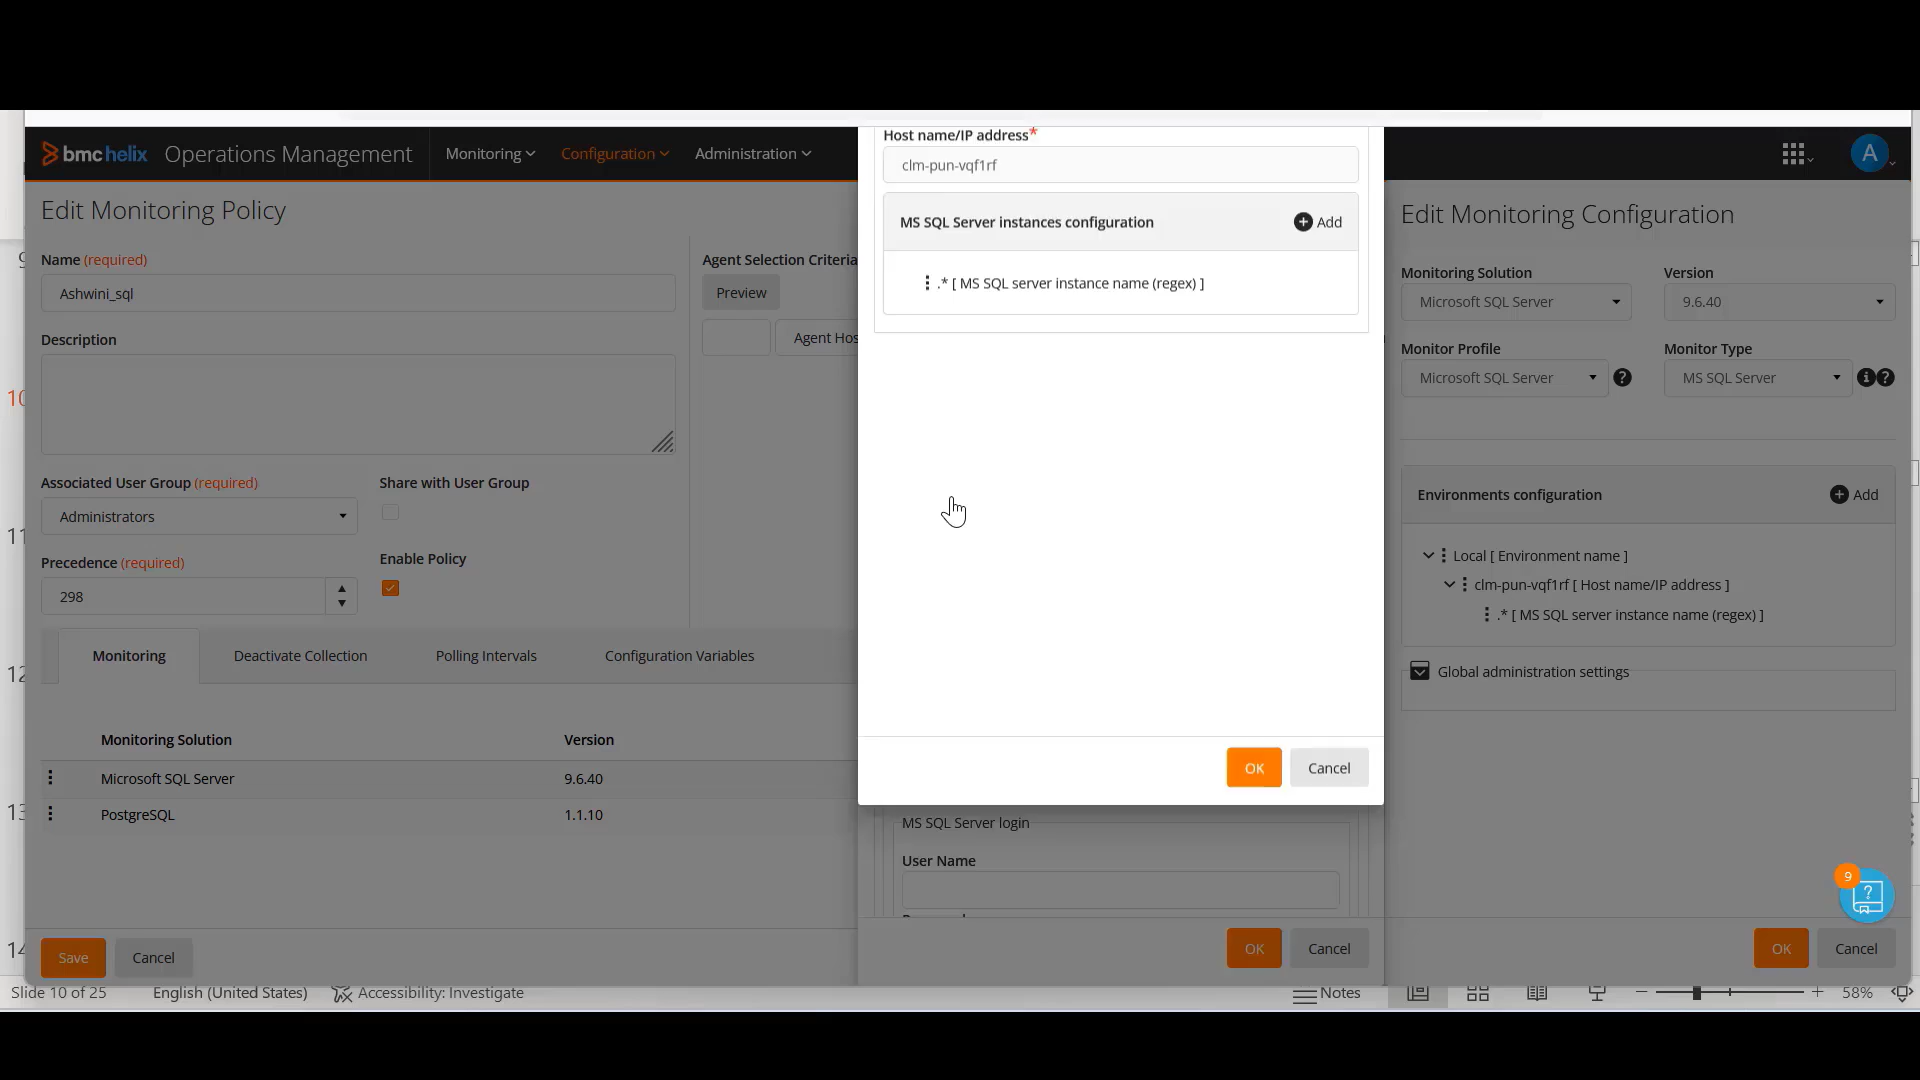 bmc helix Operations Management Monitoring Configuration Administration A
Edit Monitoring Policy
Name (required)
Ashwini_sql
Description
Associated User Group (required)
Share with User Group
Administrators
Precedence (required)
Enable Policy
298
Agent Selection Criteria
Preview
Agent Hos
Monitoring Deactivate Collection Polling Intervals Configuration Variables
Monitoring Solution Version
Microsoft SQL Server 9.6.40
PostgreSQL 1.1.10
Save Cancel
Host name/IP address*
clm-pun-vqf1rf
MS SQL Server instances configuration Add
.* [ MS SQL server instance name (regex) ]
OK Cancel
MS SQL Server login
User Name
OK Cancel
Edit Monitoring Configuration
Monitoring Solution Version
Microsoft SQL Server 9.6.40
Monitor Profile Monitor Type
Microsoft SQL Server ? MS SQL Server i ?
Environments configuration Add
Local [ Environment name ]
clm-pun-vqf1rf [ Host name/IP address ]
.* [ MS SQL server instance name (regex) ]
Global administration settings
9
?
OK Cancel
10
11
12
13
14
Slide 10 of 25 English (United States) Accessibility: Investigate Notes 58%